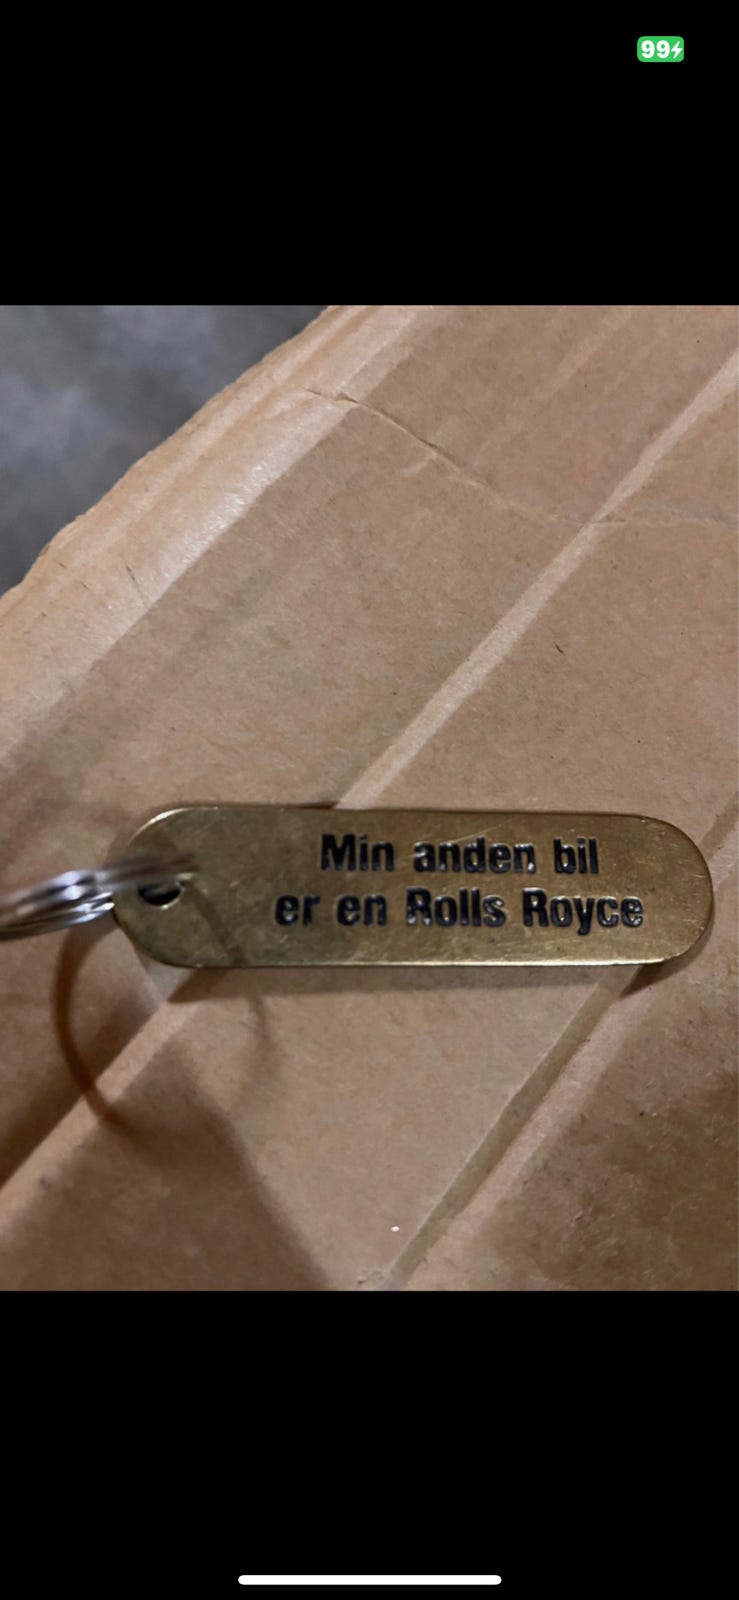 99
Min anden bil
er en Rolls Royce